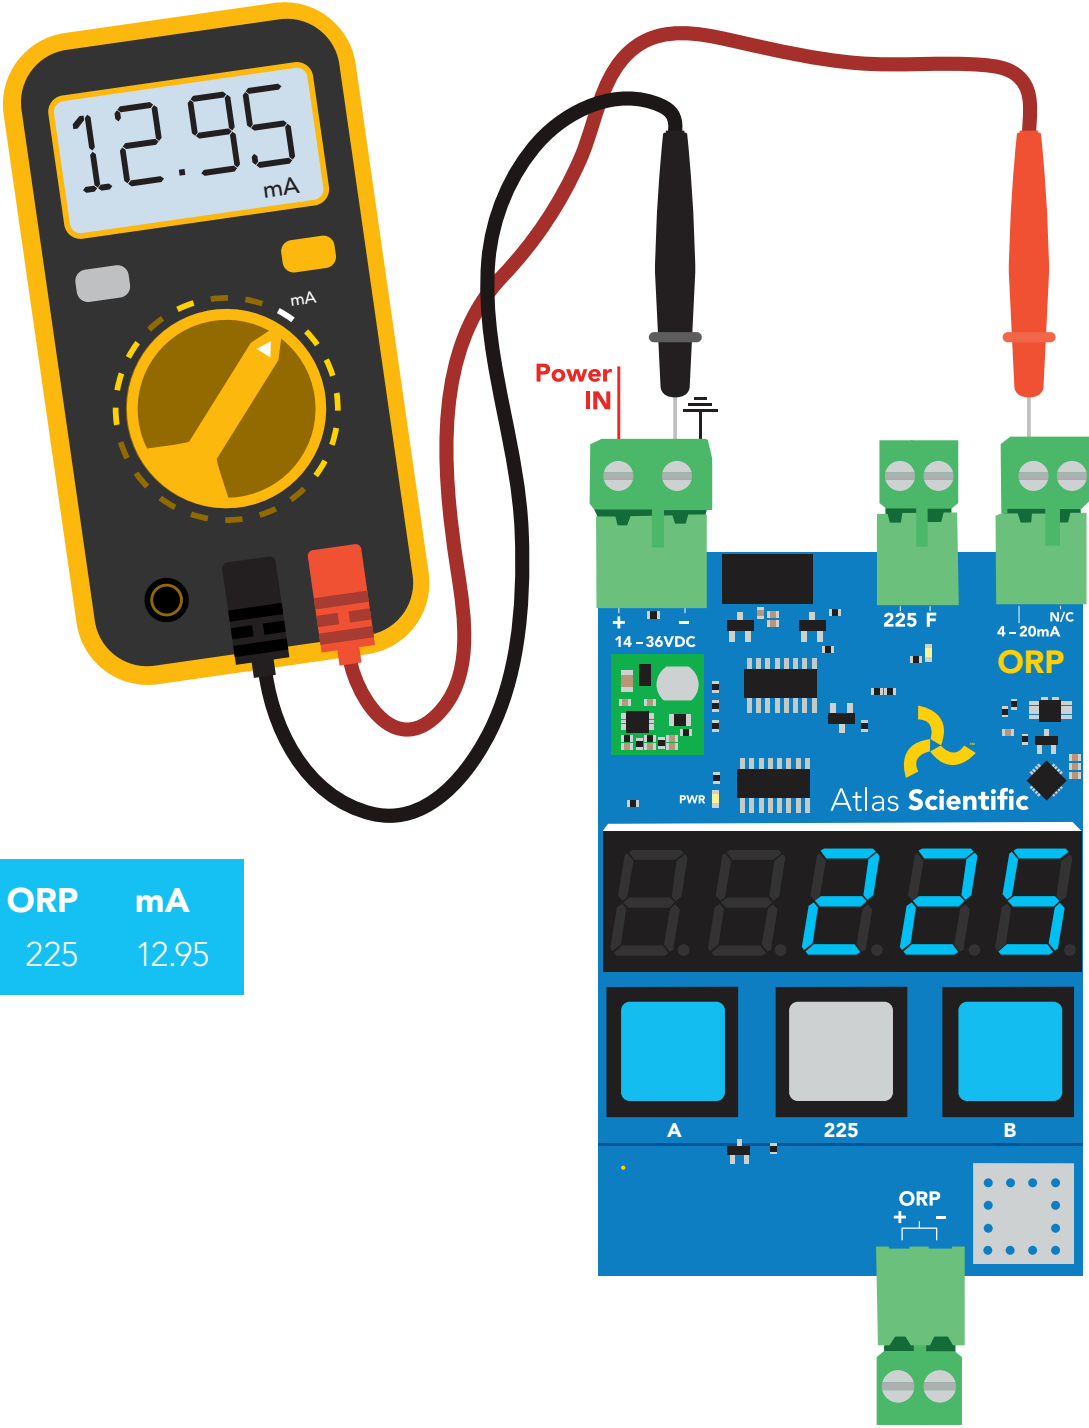 12.95
mA
mA
Power
IN
+ −
14 – 36VDC
225 F
N/C
4 – 20mA
ORP
PWR
Atlas Scientific
™
225
ORP mA
225 12.95
A 225 B
ORP
+ −